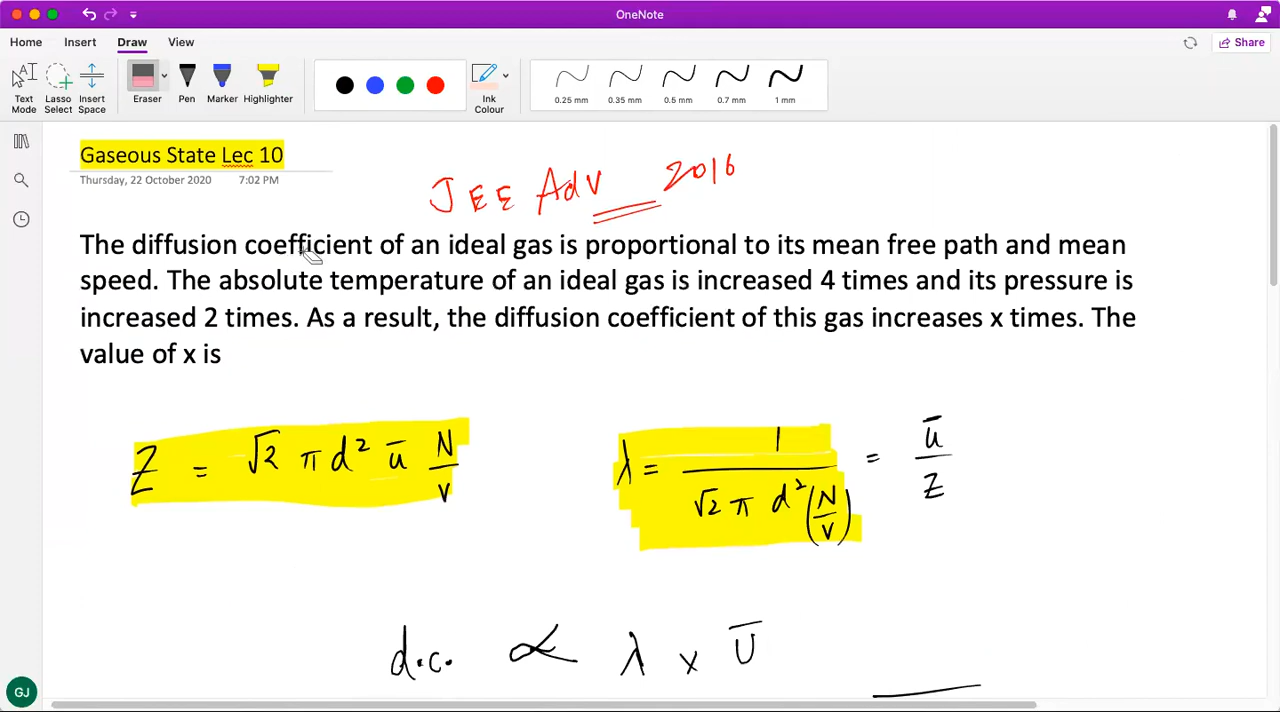 OneNote
Home Insert Draw View
Share
Text Mode
Lasso Select
Insert Space
Eraser
Pen
Marker
Highlighter
Ink Colour
0.25 mm 0.35 mm 0.5 mm 0.7 mm 1 mm
Gaseous State Lec 10
Thursday, 22 October 2020 7:02 PM
JEE Adv 2016
The diffusion coefficient of an ideal gas is proportional to its mean free path and mean
speed. The absolute temperature of an ideal gas is increased 4 times and its pressure is
increased 2 times. As a result, the diffusion coefficient of this gas increases x times. The
value of x is
Z = √2 π d² ū N/V
λ = 1/(√2 π d² (N/V)) = ū/Z
d.c. ∝ λ x Ū
GJ